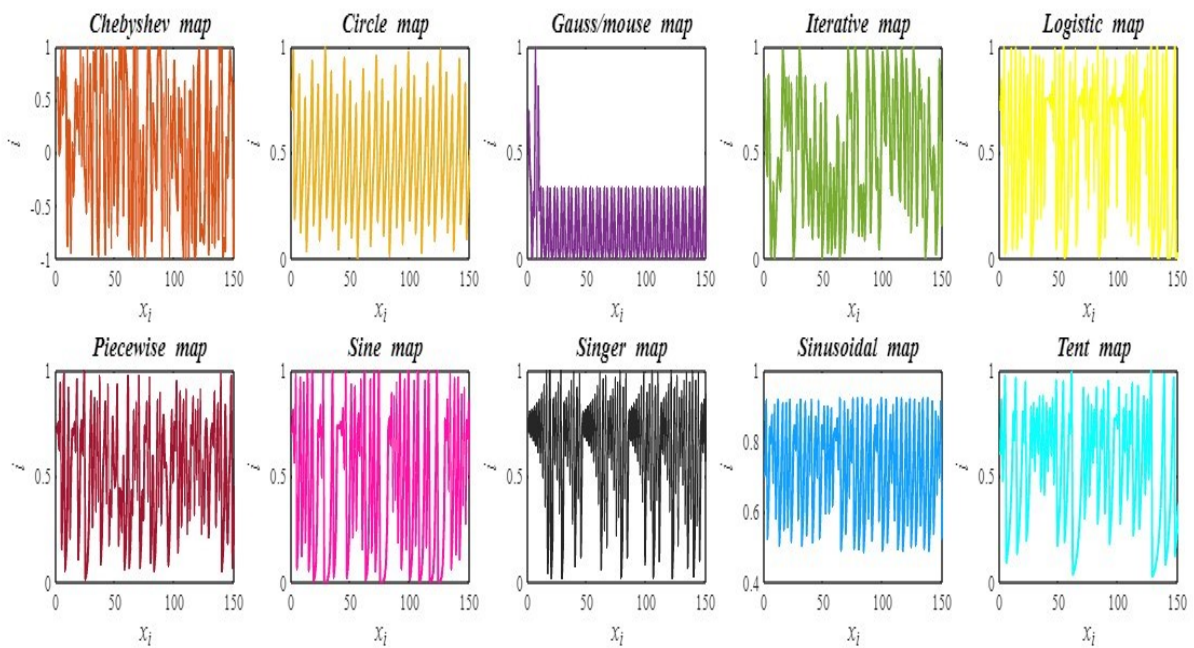 Chebyshev map
1
0.5
0
-0.5
-1
i
0 50 100 150
x_i
Circle map
1
0.5
0
i
0 50 100 150
x_i
Gauss/mouse map
1
0.5
0
i
0 50 100 150
x_i
Iterative map
1
0.5
0
i
0 50 100 150
x_i
Logistic map
1
0.5
0
i
0 50 100 150
x_i
Piecewise map
1
0.5
0
i
0 50 100 150
x_i
Sine map
1
0.5
0
i
0 50 100 150
x_i
Singer map
1
0.5
0
i
0 50 100 150
x_i
Sinusoidal map
1
0.8
0.6
0.4
i
0 50 100 150
x_i
Tent map
1
0.5
0
i
0 50 100 150
x_i